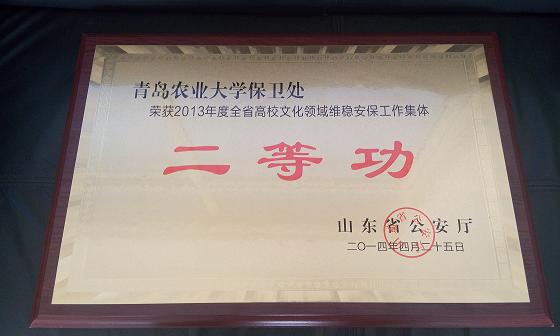 青岛农业大学保卫处
荣获2013年度全省高校文化领域维稳安保工作集体
二等功
山东省公安厅
二〇一四年四月二十五日